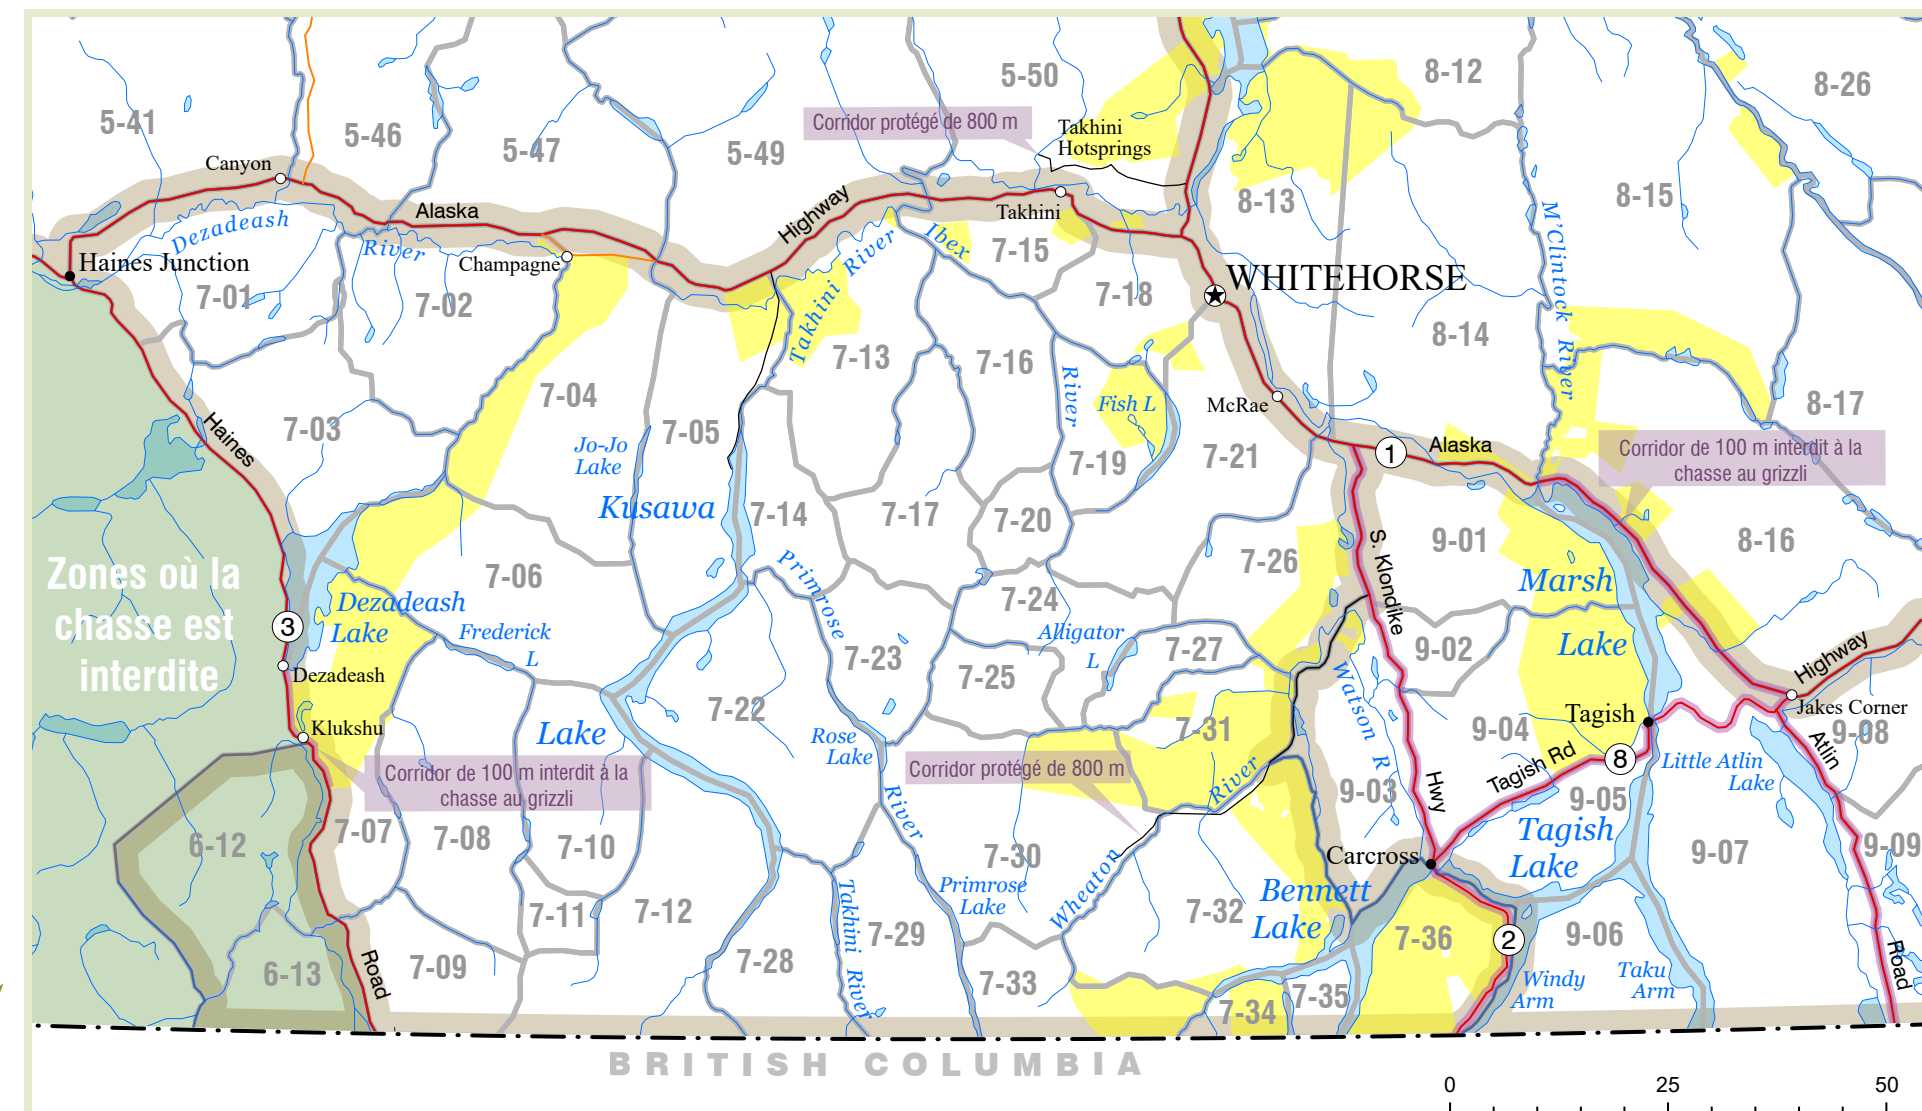 5-41
5-46
5-47
5-49
5-50
8-12
8-26
Corridor protégé de 800 m
Takhini
Hotsprings
Canyon
8-13
8-15
Dezadeash
River
Alaska
Highway
Takhini
Ibex
7-15
M'Clintock River
Haines Junction
Champagne
Takhini River
7-01
7-02
7-18
WHITEHORSE
8-14
7-13
7-16
River
Fish L
McRae
8-17
7-04
7-03
Haines
Jo-Jo
Lake
7-05
7-19
7-21
1
Alaska
Corridor de 100 m interdit à la
chasse au grizzli
Kusawa
7-14
7-17
7-20
9-01
8-16
Zones où la
chasse est
interdite
7-06
7-26
S. Klondike
Marsh
Lake
Dezadeash
Lake
3
Frederick
L
Primrose
7-24
Alligator
L
7-27
9-02
Highway
Dezadeash
7-23
7-25
Watson R
Klukshu
Lake
7-22
Rose
Lake
7-31
9-04
Tagish
Jakes Corner
9-08
Corridor de 100 m interdit à la
chasse au grizzli
Corridor protégé de 800 m
River
9-03
Hwy
Tagish Rd
8
Little Atlin
Lake
Atlin
9-05
6-12
7-07
7-08
7-10
River
7-30
Wheaton
Carcross
Tagish
Lake
9-07
9-09
7-11
7-12
Takhini River
Primrose
Lake
7-32
Bennett
Lake
7-36
2
9-06
6-13
Road
7-09
7-28
7-29
7-33
7-34
7-35
Windy
Arm
Taku
Arm
Road
BRITISH COLUMBIA
0 25 50